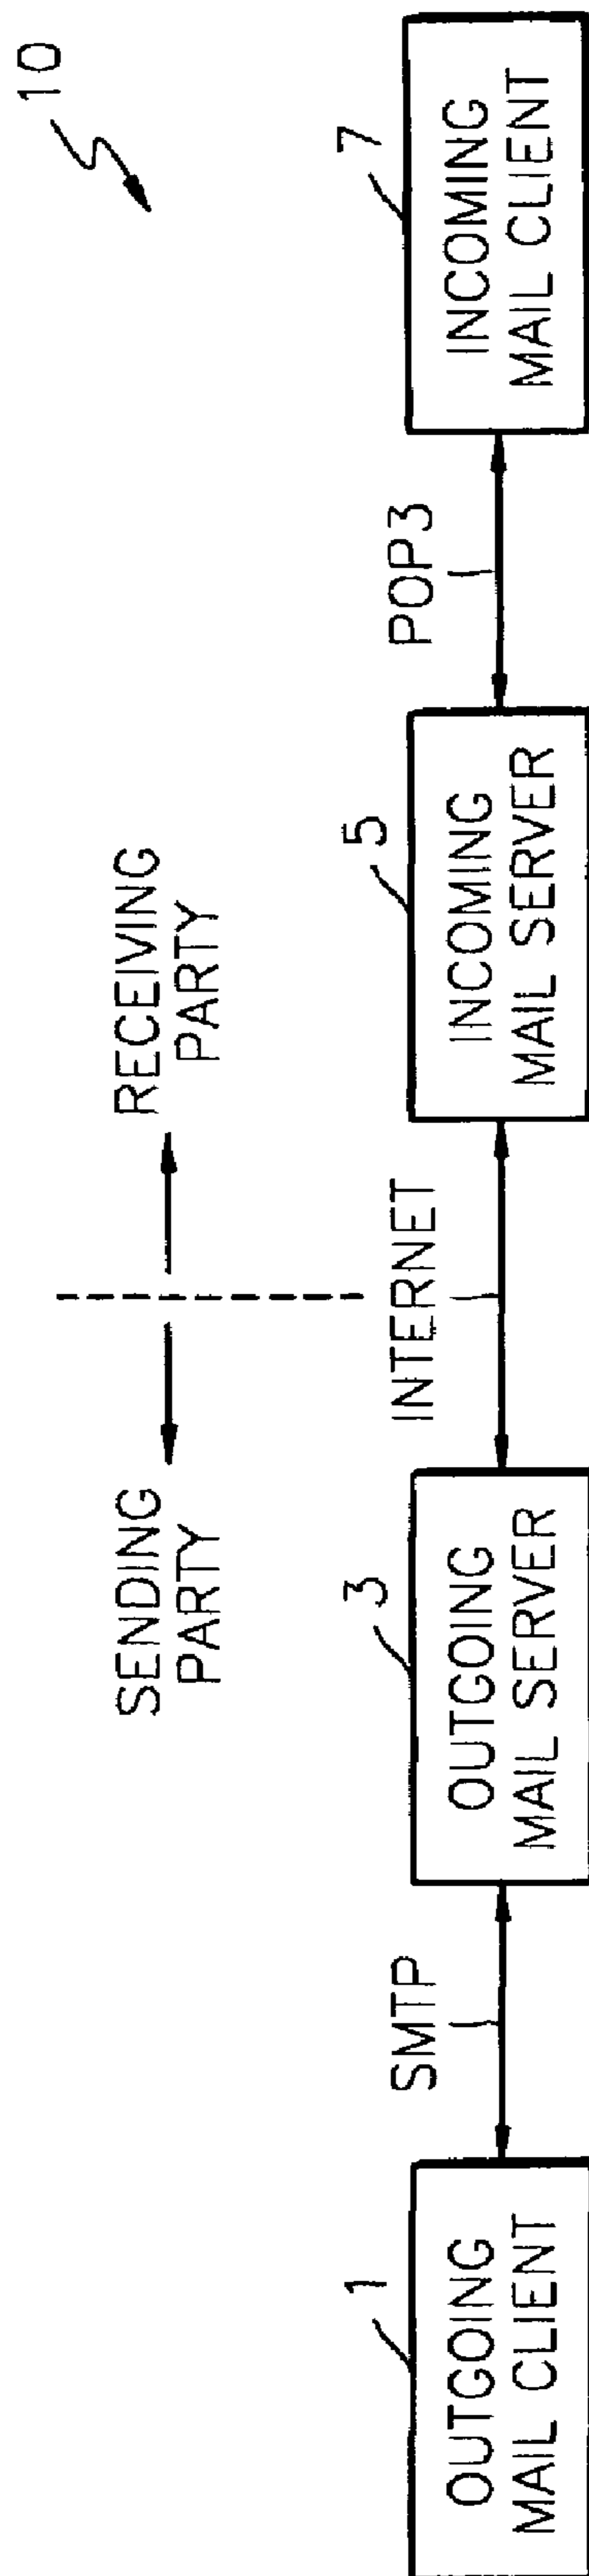 10
SENDING
PARTY
RECEIVING
PARTY
1
OUTGOING
MAIL CLIENT
SMTP
3
OUTGOING
MAIL SERVER
INTERNET
5
INCOMING
MAIL SERVER
POP3
7
INCOMING
MAIL CLIENT